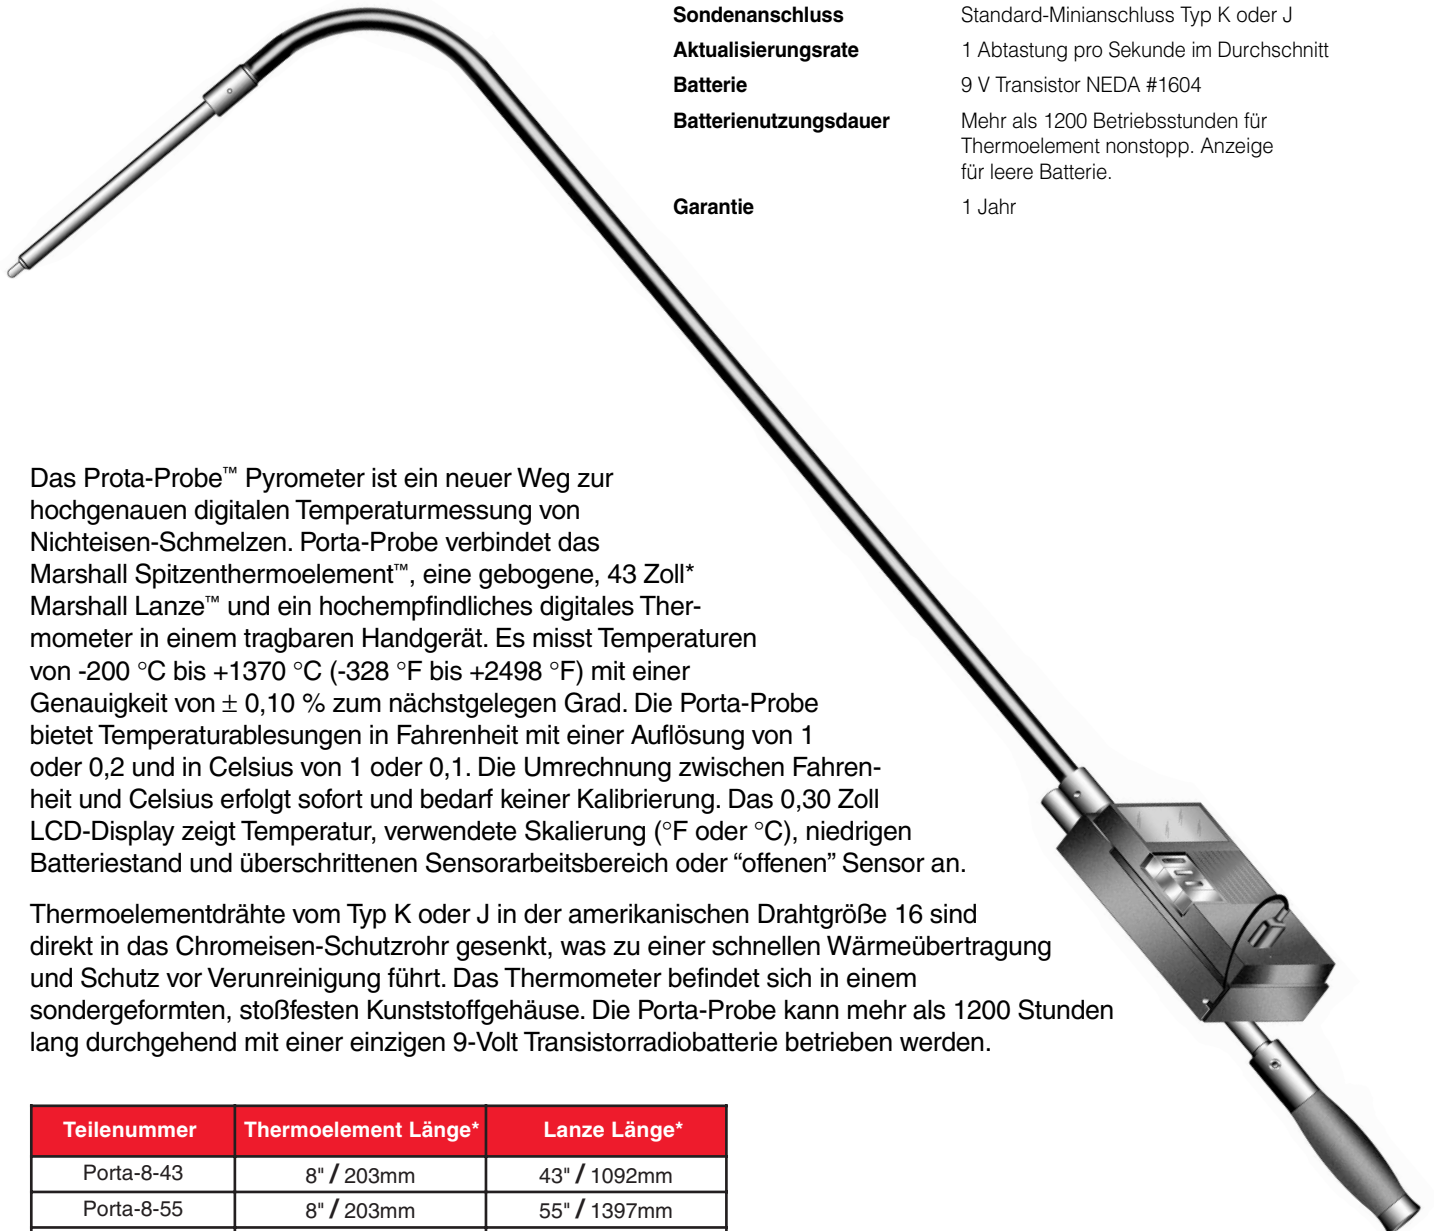 Sondenanschluss Standard-Minianschluss Typ K oder J
Aktualisierungsrate 1 Abtastung pro Sekunde im Durchschnitt
Batterie 9 V Transistor NEDA #1604
Batterienutzungsdauer Mehr als 1200 Betriebsstunden für
Thermoelement nonstopp. Anzeige
für leere Batterie.
Garantie 1 Jahr
Das Prota-Probe™ Pyrometer ist ein neuer Weg zur
hochgenauen digitalen Temperaturmessung von
Nichteisen-Schmelzen. Porta-Probe verbindet das
Marshall Spitzenthermoelement™, eine gebogene, 43 Zoll*
Marshall Lanze™ und ein hochempfindliches digitales Ther-
mometer in einem tragbaren Handgerät. Es misst Temperaturen
von -200 °C bis +1370 °C (-328 °F bis +2498 °F) mit einer
Genauigkeit von ± 0,10 % zum nächstgelegen Grad. Die Porta-Probe
bietet Temperaturablesungen in Fahrenheit mit einer Auflösung von 1
oder 0,2 und in Celsius von 1 oder 0,1. Die Umrechnung zwischen Fahren-
heit und Celsius erfolgt sofort und bedarf keiner Kalibrierung. Das 0,30 Zoll
LCD-Display zeigt Temperatur, verwendete Skalierung (°F oder °C), niedrigen
Batteriestand und überschrittenen Sensorarbeitsbereich oder “offenen” Sensor an.
Thermoelementdrähte vom Typ K oder J in der amerikanischen Drahtgröße 16 sind
direkt in das Chromeisen-Schutzrohr gesenkt, was zu einer schnellen Wärmeübertragung
und Schutz vor Verunreinigung führt. Das Thermometer befindet sich in einem
sondergeformten, stoßfesten Kunststoffgehäuse. Die Porta-Probe kann mehr als 1200 Stunden
lang durchgehend mit einer einzigen 9-Volt Transistorradiobatterie betrieben werden.
Teilenummer Thermoelement Länge* Lanze Länge*
Porta-8-43 8" / 203mm 43" / 1092mm
Porta-8-55 8" / 203mm 55" / 1397mm